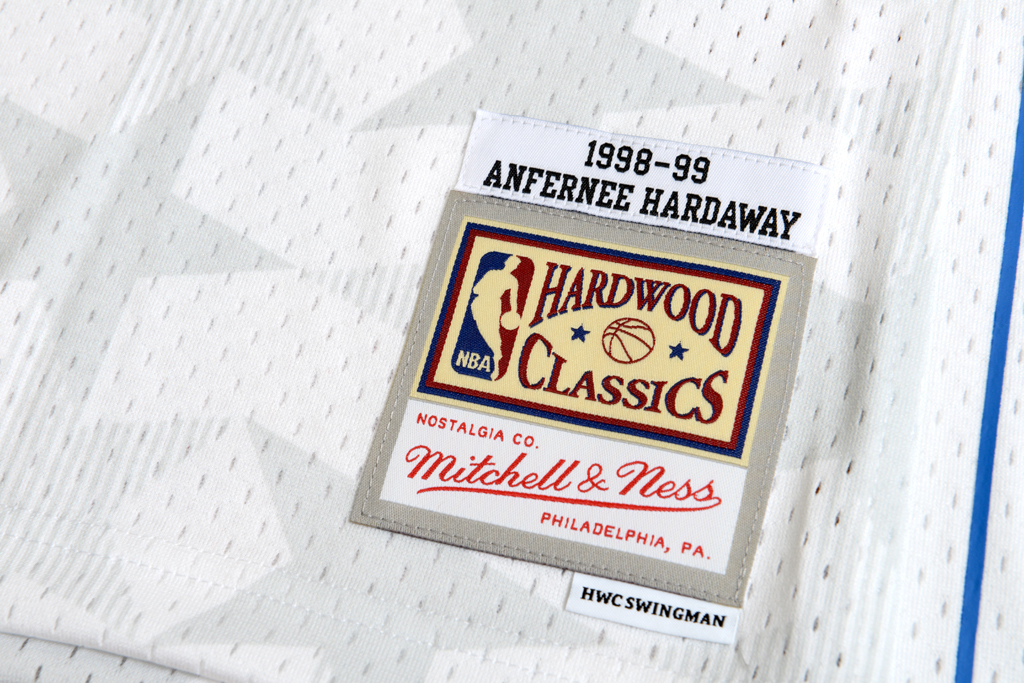 1998-99
ANFERNEE HARDAWAY
HARDWOOD
CLASSICS
NBA
NOSTALGIA CO.
Mitchell & Ness
PHILADELPHIA, PA.
HWC SWINGMAN